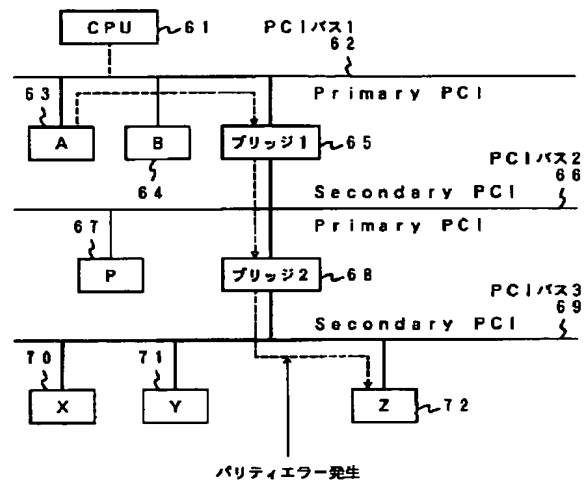 CPU
61
PCIバス1
62
63
Primary PCI
A
B
ブリッジ1
65
64
PCIバス2
66
Secondary PCI
67
Primary PCI
P
ブリッジ2
68
PCIバス3
69
Secondary PCI
70
71
X
Y
Z
72
パリティエラー発生